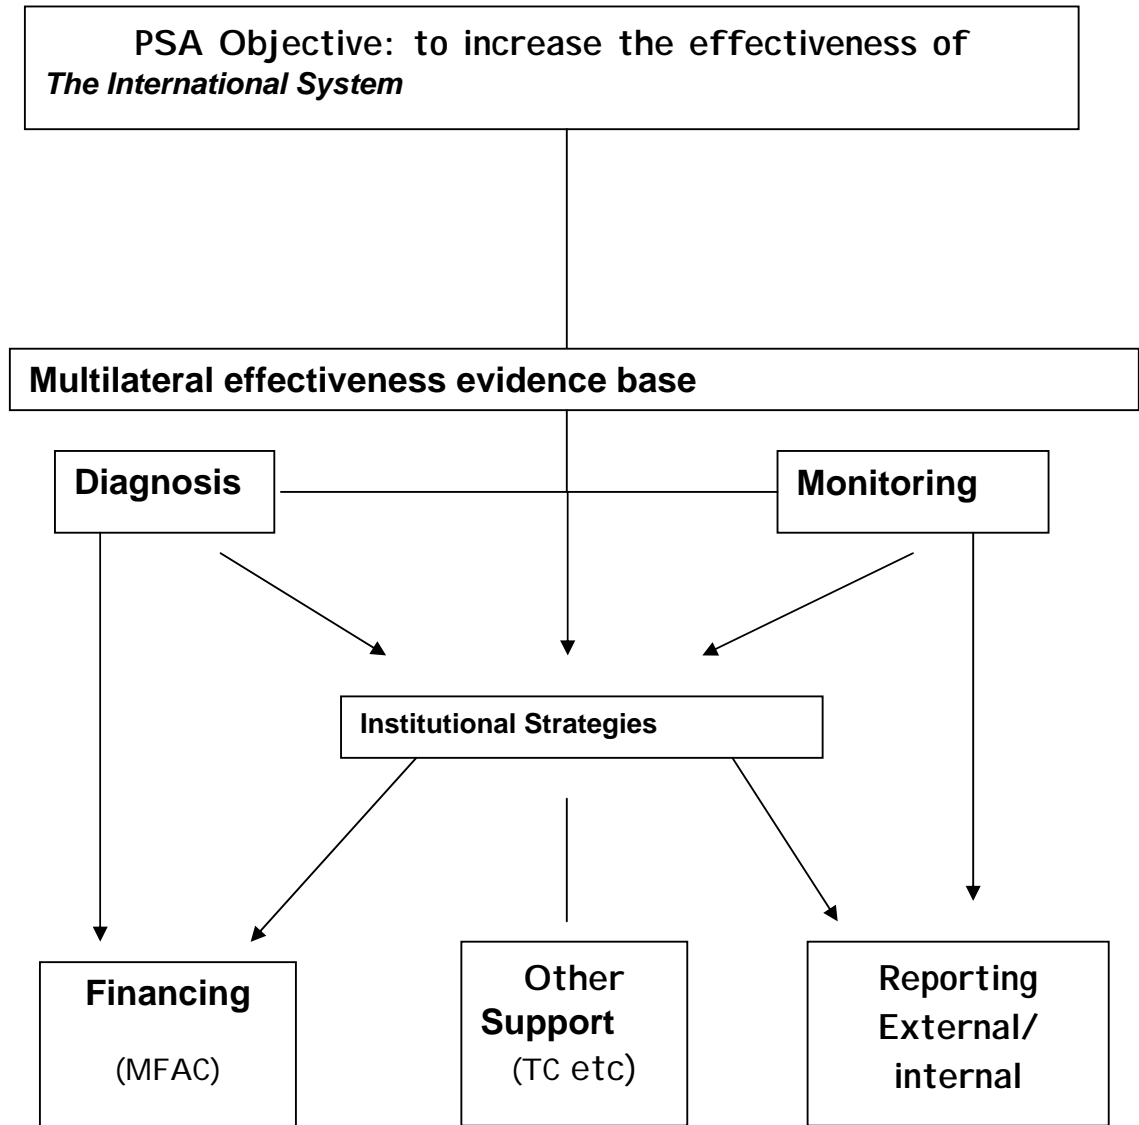 PSA Objective: to increase the effectiveness of
The International System
Multilateral effectiveness evidence base
Diagnosis
Monitoring
Institutional Strategies
Financing
(MFAC)
Other
Support
(TC etc)
Reporting
External/
internal